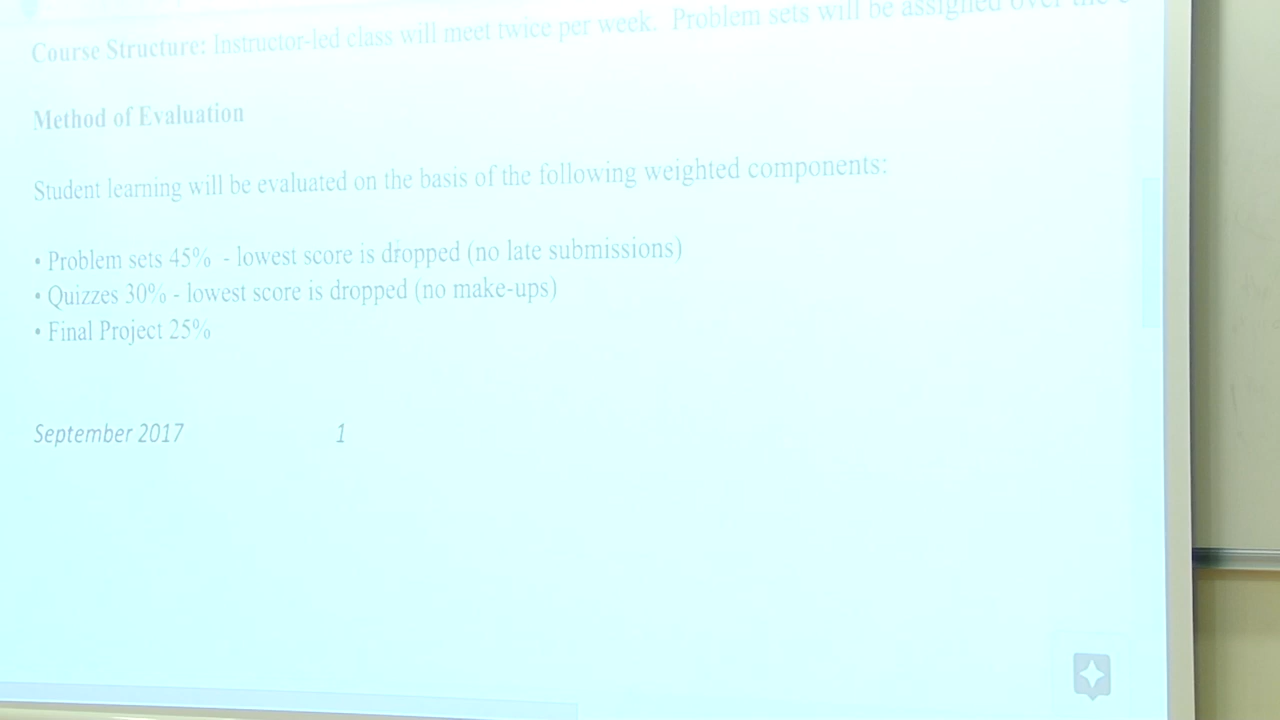 Course Structure: Instructor-led class will meet twice per week. Problem sets will be assigned over the
Method of Evaluation
Student learning will be evaluated on the basis of the following weighted components:
• Problem sets 45% - lowest score is dropped (no late submissions)
• Quizzes 30% - lowest score is dropped (no make-ups)
• Final Project 25%
September 2017 1